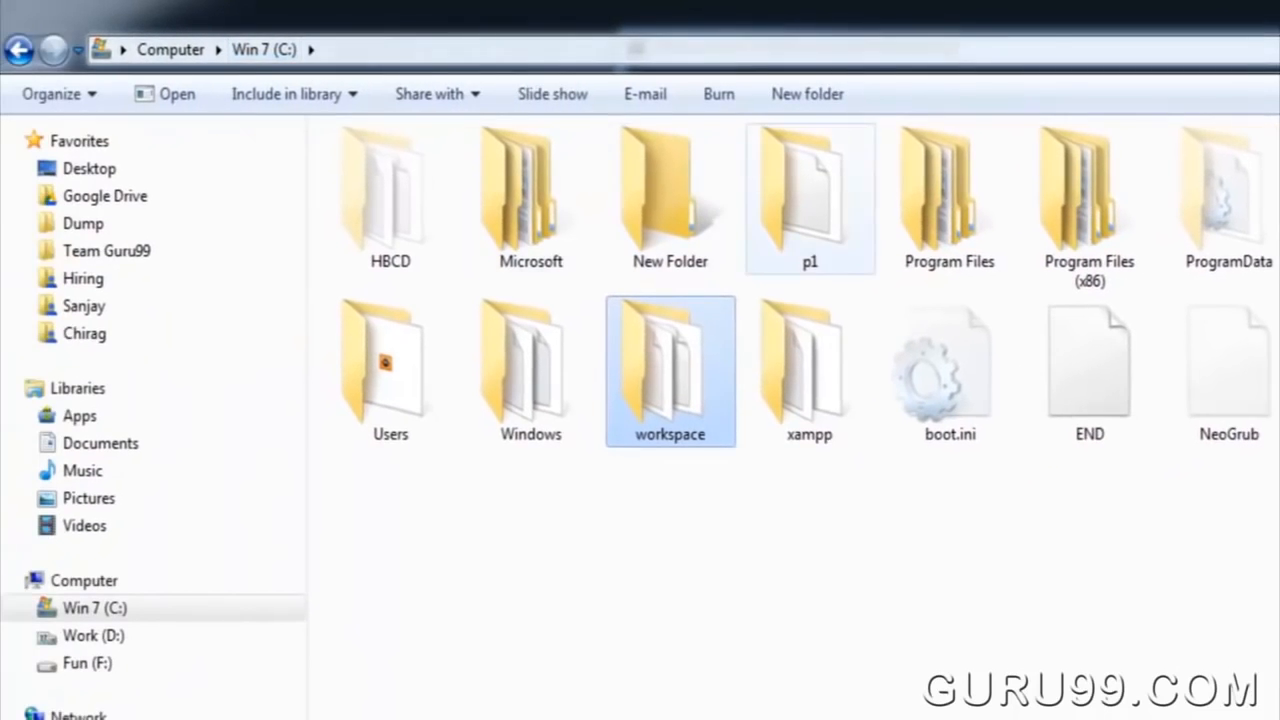 Computer Win 7 (C:)
Organize Open Include in library Share with Slide show E-mail Burn New folder
Favorites
Desktop
Google Drive
Dump
Team Guru99
Hiring
Sanjay
Chirag
Libraries
Apps
Documents
Music
Pictures
Videos
Computer
Win 7 (C:)
Work (D:)
Fun (F:)
Network
HBCD Microsoft New Folder p1 Program Files Program Files ProgramData
(x86)
Users Windows workspace xampp boot.ini END NeoGrub
GURU99.COM